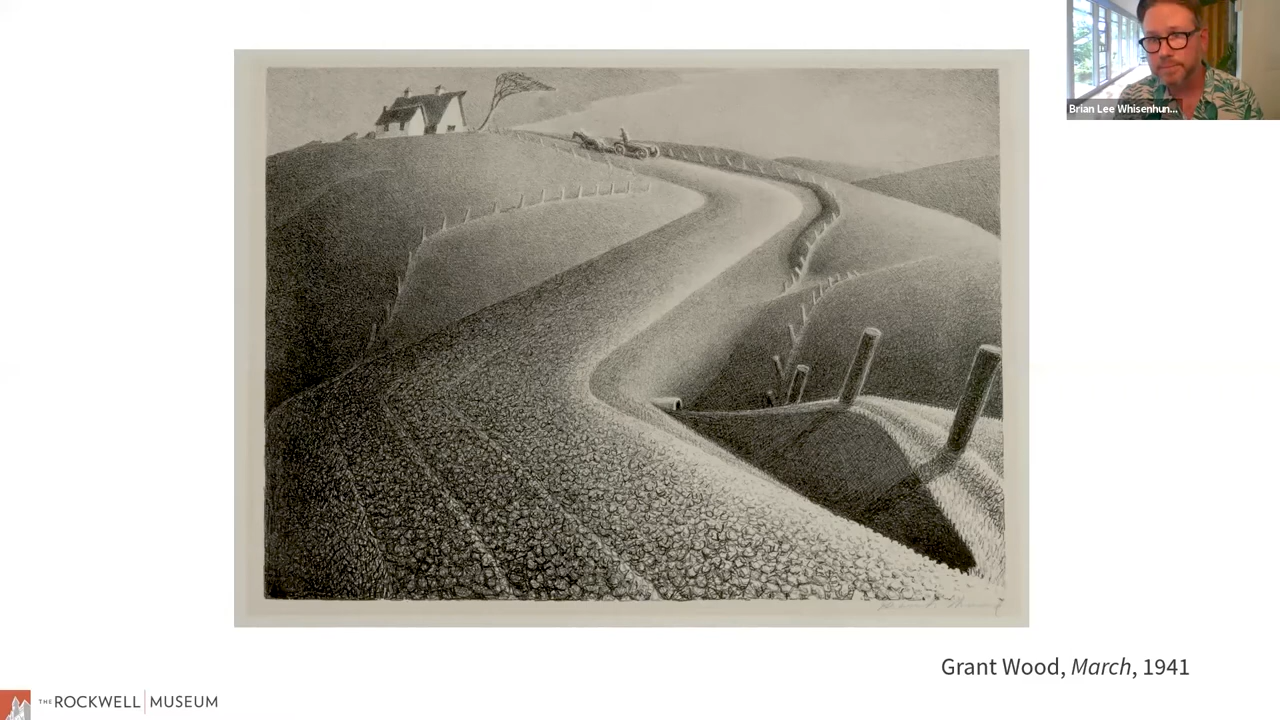 Brian Lee Whisenhun...
Grant Wood, March, 1941
THE ROCKWELL MUSEUM